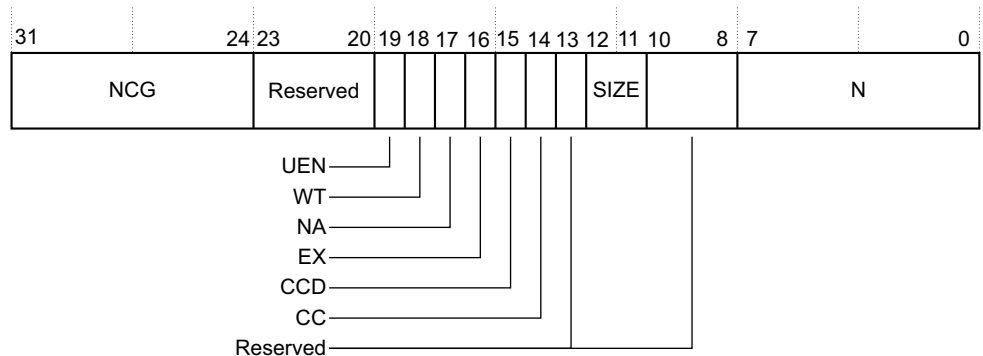 31 24 23 20 19 18 17 16 15 14 13 12 11 10 8 7 0
NCG Reserved SIZE N
UEN
WT
NA
EX
CCD
CC
Reserved